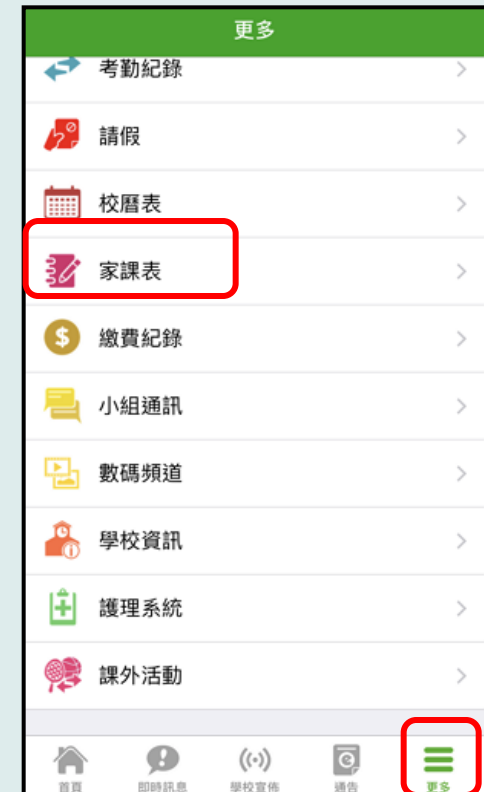 更多
考勤紀錄
請假
校曆表
家課表
繳費紀錄
小組通訊
數碼頻道
學校資訊
護理系統
課外活動
首頁 即時訊息 學校宣佈 通告 更多